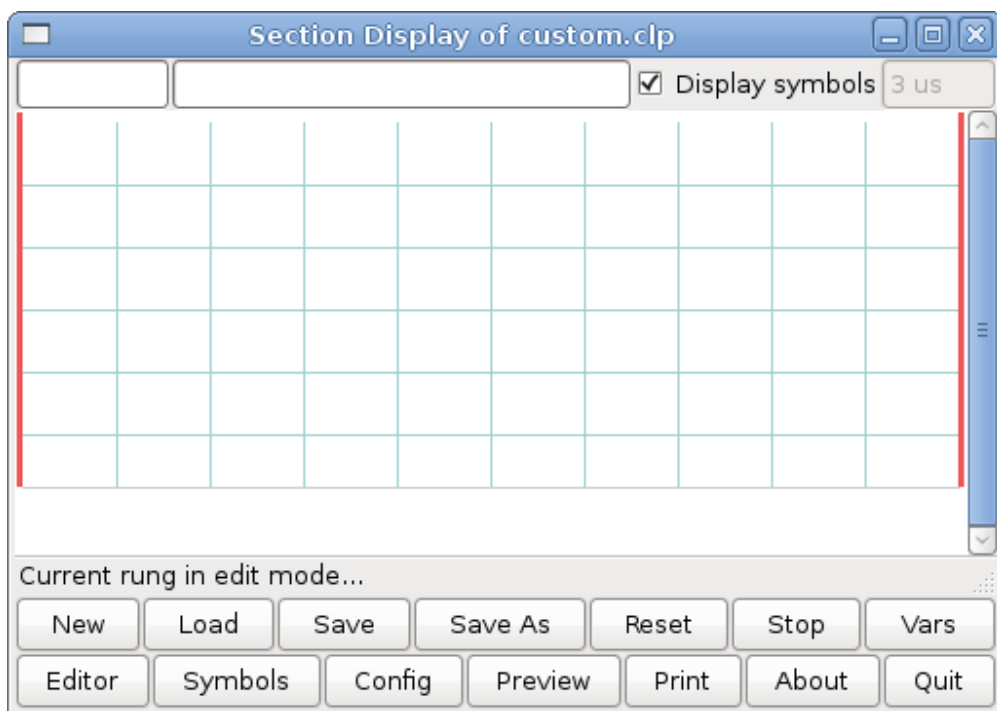 Section Display of custom.clp
Display symbols 3 us
Current rung in edit mode...
New Load Save Save As Reset Stop Vars
Editor Symbols Config Preview Print About Quit